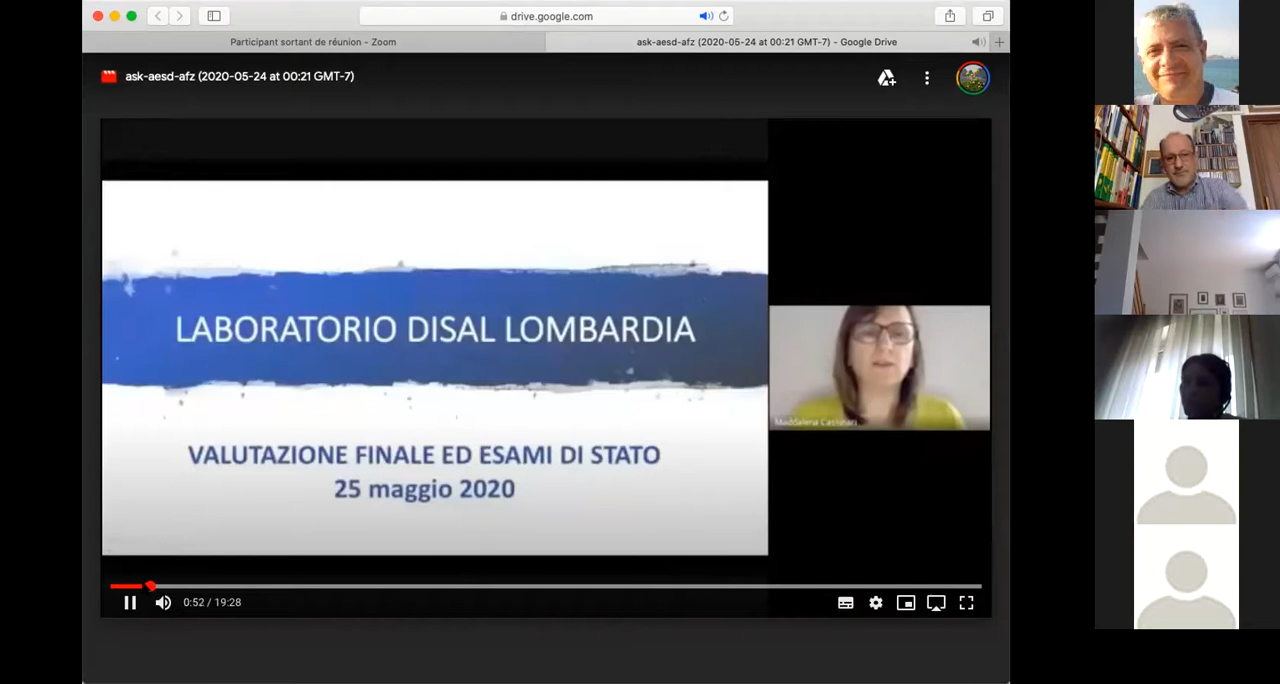 drive.google.com
Participant sortant de réunion - Zoom
ask-aesd-afz (2020-05-24 at 00:21 GMT-7) - Google Drive
ask-aesd-afz (2020-05-24 at 00:21 GMT-7)
LABORATORIO DISAL LOMBARDIA
Maddalena Cassinari
VALUTAZIONE FINALE ED ESAMI DI STATO
25 maggio 2020
0:52 / 19:28